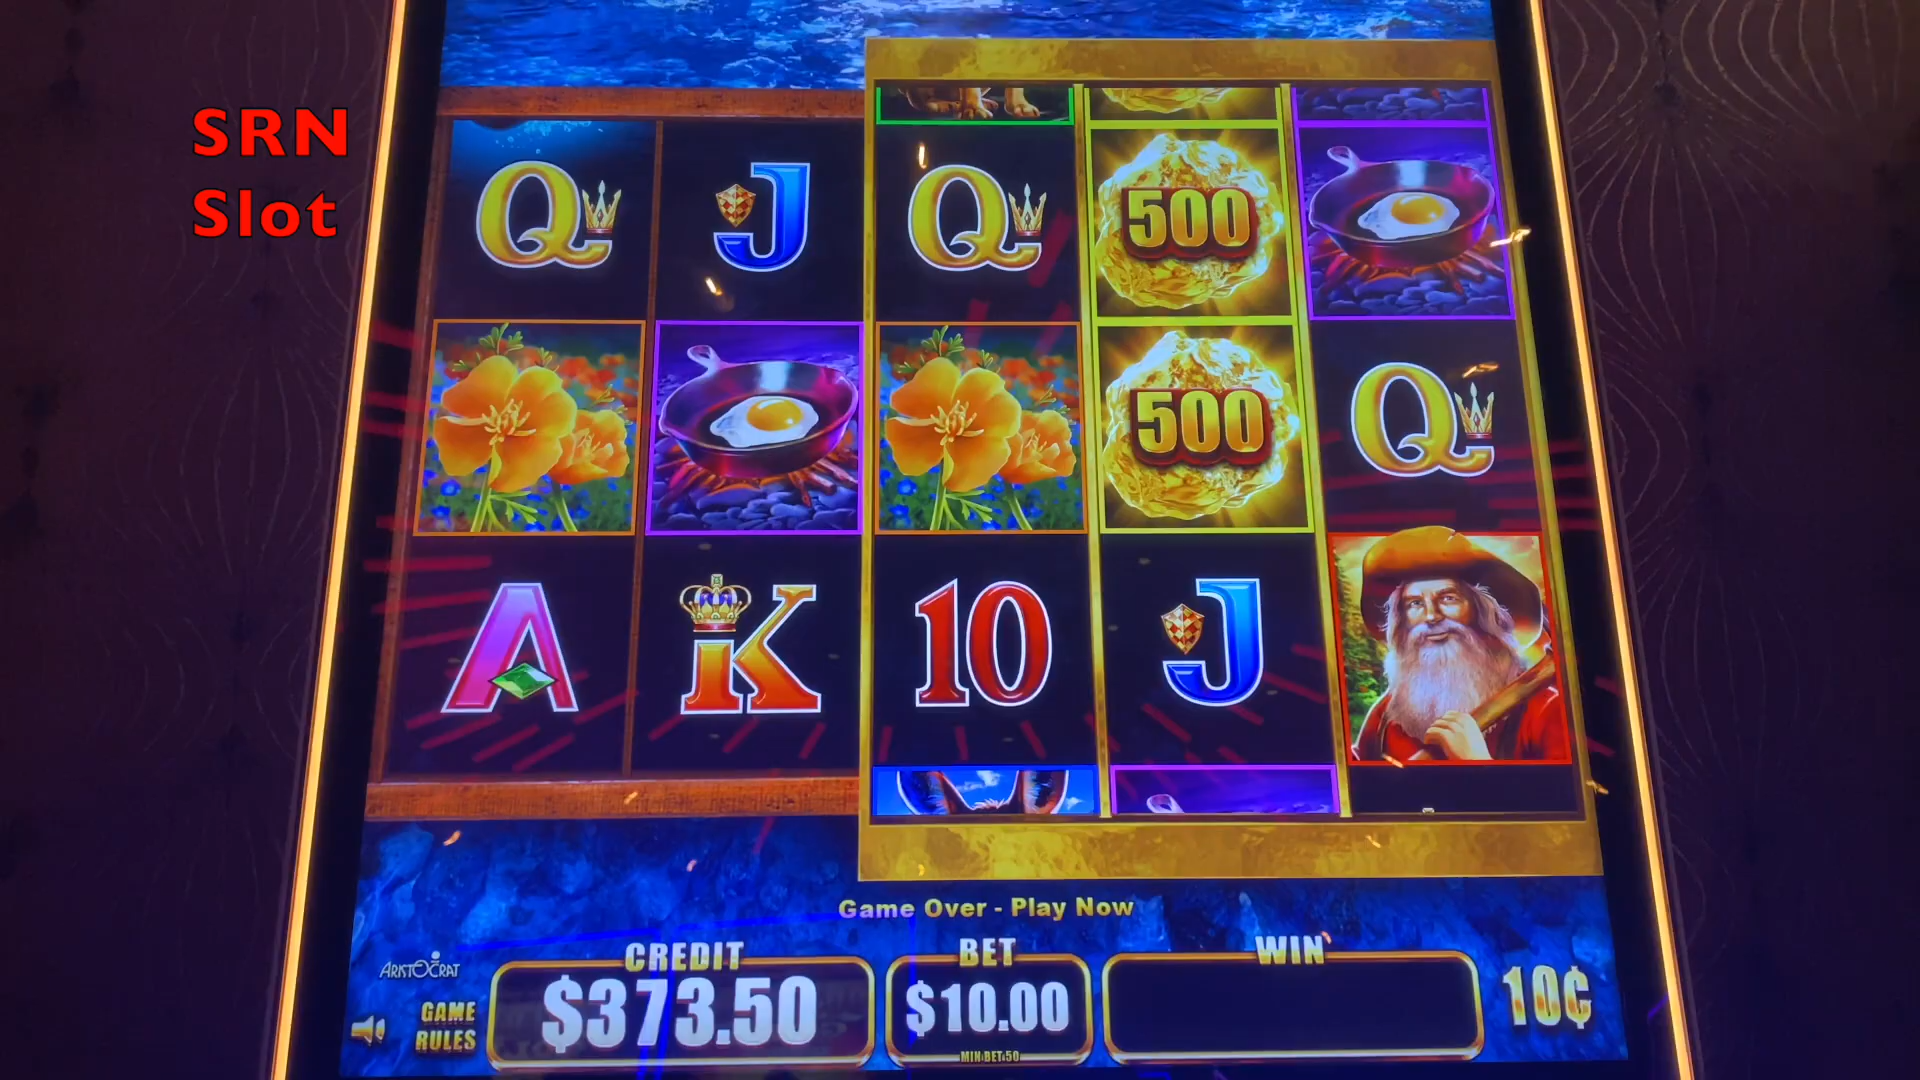 SRN
Slot
Q J Q 500
500 Q
A K 10 J
Game Over - Play Now
CREDIT BET WIN
ARISTOCRAT
GAME
RULES
$373.50 $10.00 10¢
MIN BET 50